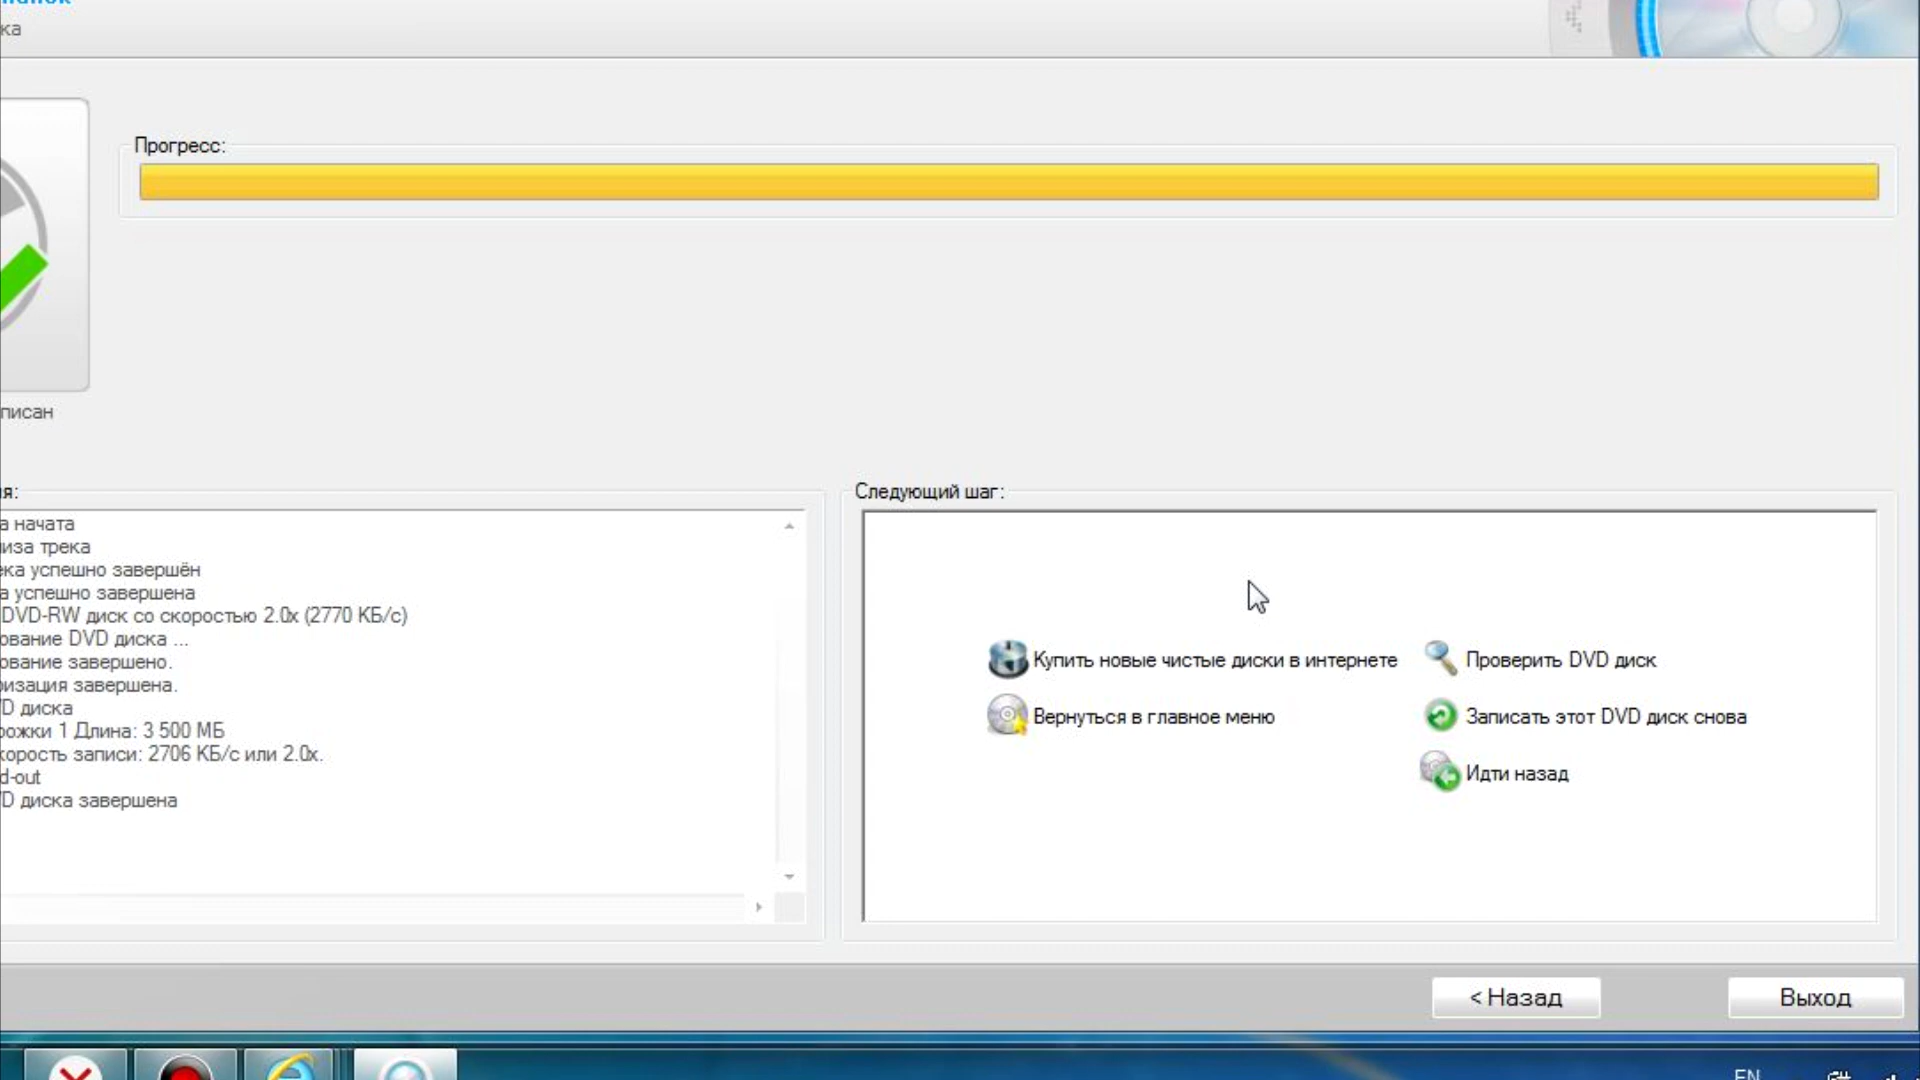 ка
Прогресс:
писан
я:
а начата
иза трека
ека успешно завершён
а успешно завершена
DVD-RW диск со скоростью 2.0x (2770 КБ/с)
ование DVD диска ...
ование завершено.
изация завершена.
D диска
рожки 1 Длина: 3 500 МБ
корость записи: 2706 КБ/с или 2.0x.
d-out
D диска завершена
Следующий шаг:
Купить новые чистые диски в интернете
Проверить DVD диск
Вернуться в главное меню
Записать этот DVD диск снова
Идти назад
< Назад
Выход
EN